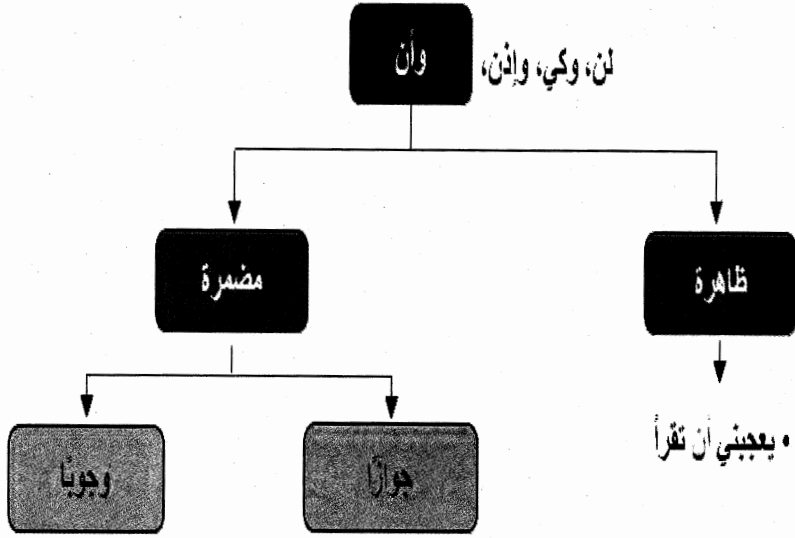 لن، وكي، وإذن، وأن
ظاهرة
مضمرة
• يعجبني أن تقرأ
جوازًا
وجوبًا